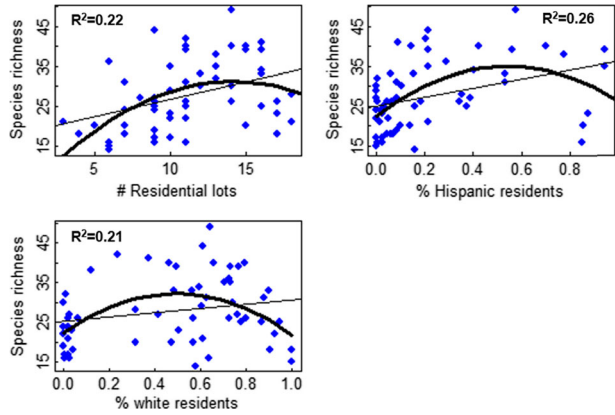 R²=0.22
Species richness
45
35
25
15
5
10
15
# Residential lots
R²=0.26
Species richness
45
35
25
15
0.0
0.2
0.4
0.6
0.8
% Hispanic residents
R²=0.21
Species richness
45
35
25
15
0.0
0.2
0.4
0.6
0.8
1.0
% white residents